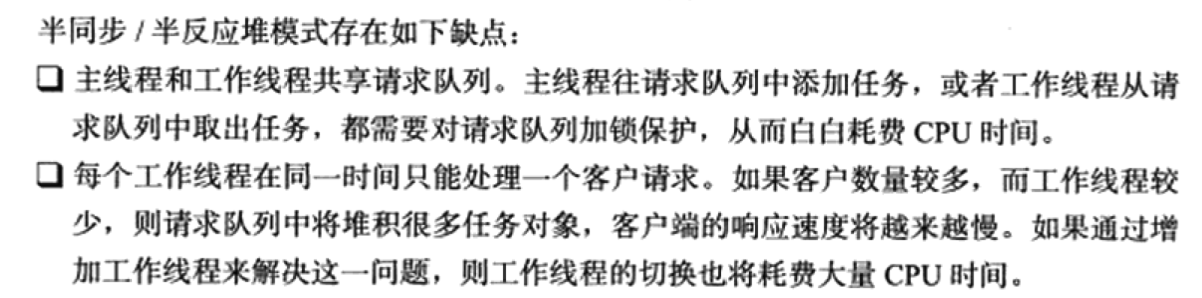 半同步 / 半反应堆模式存在如下缺点：
❑ 主线程和工作线程共享请求队列。主线程往请求队列中添加任务，或者工作线程从请
求队列中取出任务，都需要对请求队列加锁保护，从而白白耗费 CPU 时间。
❑ 每个工作线程在同一时间只能处理一个客户请求。如果客户数量较多，而工作线程较
少，则请求队列中将堆积很多任务对象，客户端的响应速度将越来越慢。如果通过增
加工作线程来解决这一问题，则工作线程的切换也将耗费大量 CPU 时间。